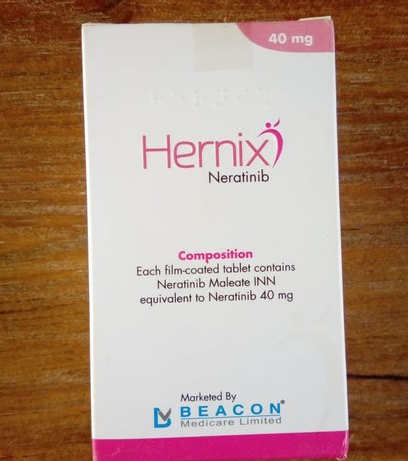 40 mg
Hernix
Neratinib
Composition
Each film-coated tablet contains
Neratinib Maleate INN
equivalent to Neratinib 40 mg
Marketed By
BEACON®
Medicare Limited